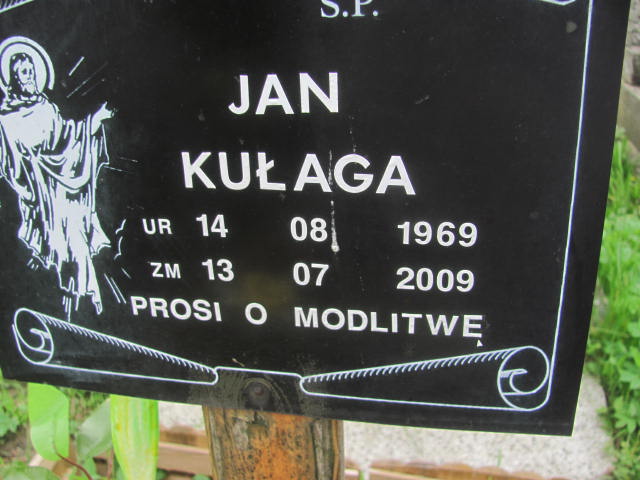 S.P.
JAN
KUŁAGA
UR 14 08 1969
ZM 13 07 2009
PROSI O MODLITWĘ